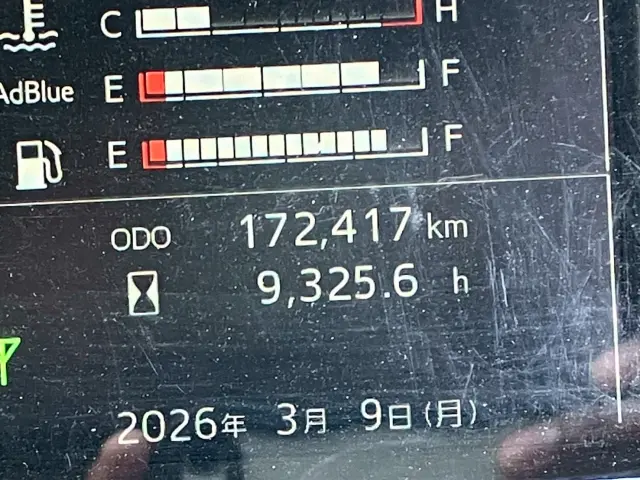 C H
AdBlue E F
E F
ODO 172,417 km
9,325.6 h
2026年 3月 9日(月)